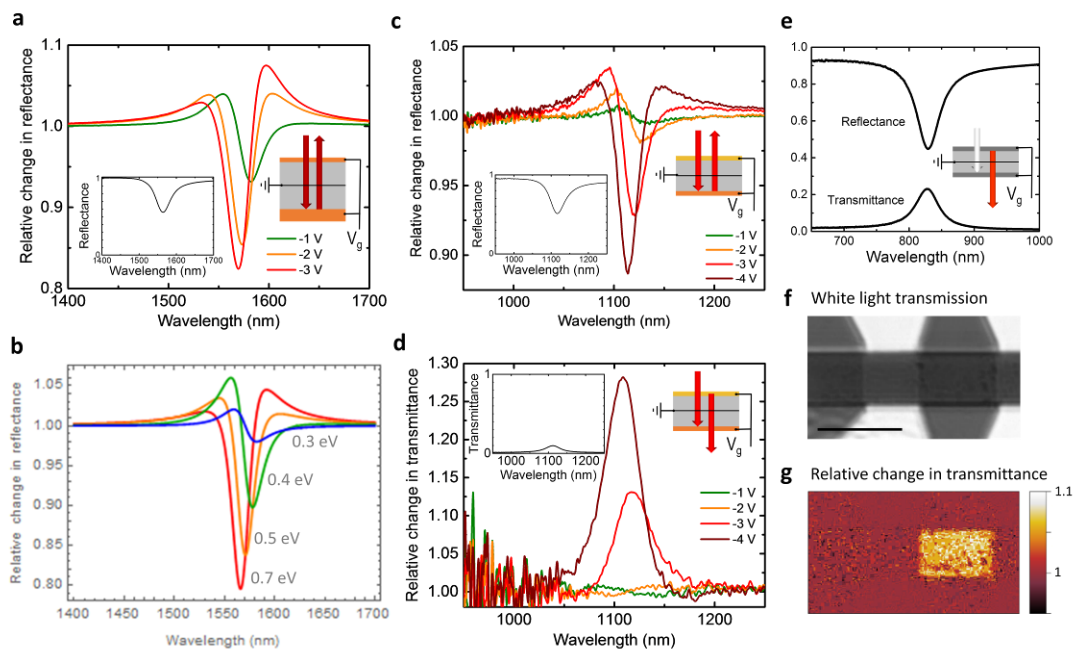 a
Relative change in reflectance
1.1
1.0
0.9
0.8
1400 1500 1600 1700
Wavelength (nm)
Reflectance
1
0
1400 1500 1600 1700
Wavelength (nm)
Vg
-1 V
-2 V
-3 V
b
Relative change in reflectance
1.05
1.00
0.95
0.90
0.85
0.80
1400 1450 1500 1550 1600 1650 1700
Wavelength (nm)
0.3 eV
0.4 eV
0.5 eV
0.7 eV
c
Relative change in reflectance
1.05
1.00
0.95
0.90
1000 1100 1200
Wavelength (nm)
Reflectance
1
0
1000 1100 1200
Wavelength (nm)
Vg
-1 V
-2 V
-3 V
-4 V
d
Relative change in transmittance
1.30
1.25
1.20
1.15
1.10
1.05
1.00
1000 1100 1200
Wavelength (nm)
Transmittance
1
0
1000 1100 1200
Wavelength (nm)
Vg
-1 V
-2 V
-3 V
-4 V
e
1.0
0.8
0.6
0.4
0.2
0.0
Reflectance
Transmittance
Vg
700 800 900 1000
Wavelength (nm)
f White light transmission
g Relative change in transmittance
1.1
1